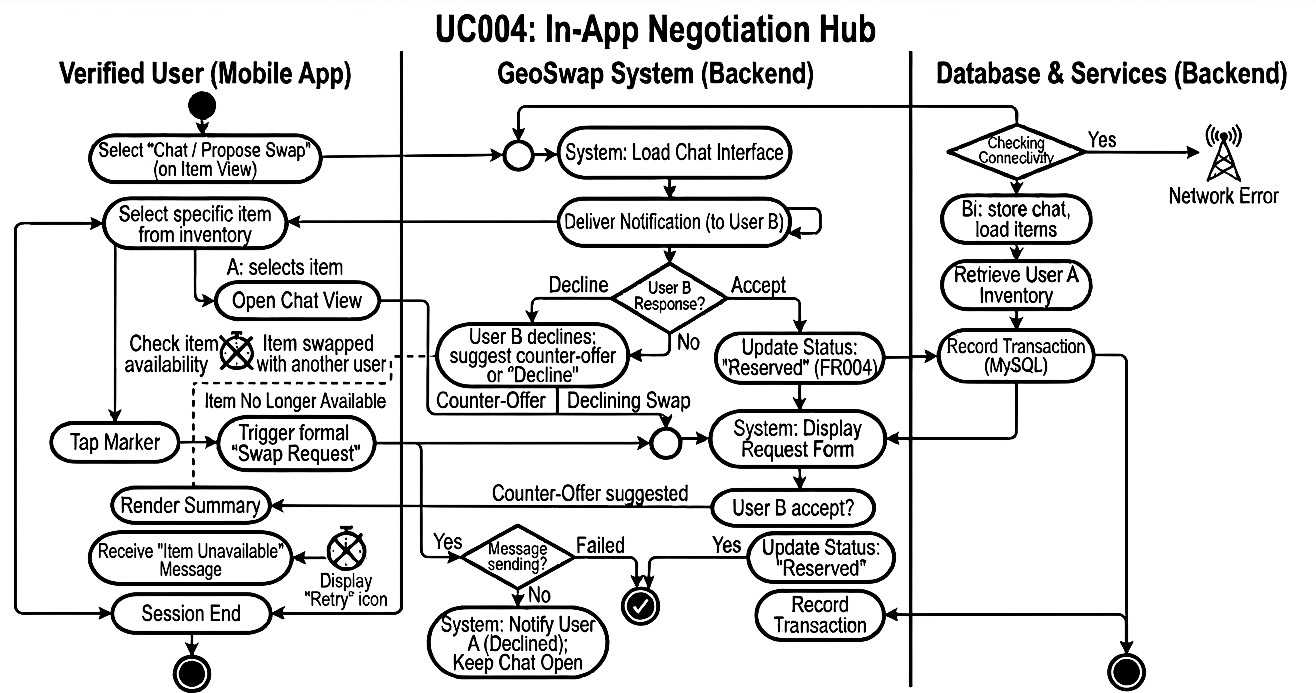 UC004: In-App Negotiation Hub
Verified User (Mobile App)
GeoSwap System (Backend)
Database & Services (Backend)
Select "Chat / Propose Swap"
(on Item View)
System: Load Chat Interface
Checking
Connectivity
Yes
Network Error
Select specific item
from inventory
Deliver Notification (to User B)
Bi: store chat,
load items
A: selects item
Open Chat View
Decline
User B
Response?
Accept
No
Retrieve User A
Inventory
Check item
availability
Item swapped
with another user
User B declines;
suggest counter-offer
or "Decline"
Update Status:
"Reserved" (FR004)
Record Transaction
(MySQL)
Item No Longer Available
Counter-Offer
Declining Swap
Tap Marker
Trigger formal
"Swap Request"
System: Display
Request Form
Render Summary
Counter-Offer suggested
User B accept?
Receive "Item Unavailable"
Message
Display
"Retry" icon
Yes
Message
sending?
Failed
Yes
Update Status:
"Reserved"
No
Session End
System: Notify User
A (Declined);
Keep Chat Open
Record
Transaction